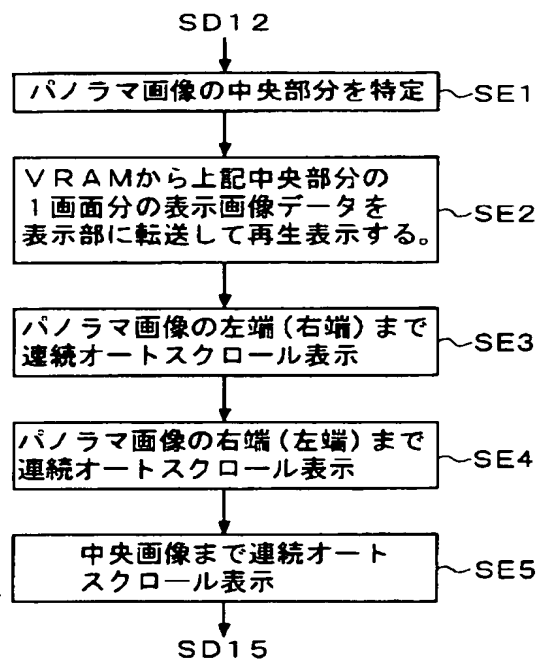 SD12
パノラマ画像の中央部分を特定
SE1
VRAMから上記中央部分の
1画面分の表示画像データを
表示部に転送して再生表示する。
SE2
パノラマ画像の左端(右端)まで
連続オートスクロール表示
SE3
パノラマ画像の右端(左端)まで
連続オートスクロール表示
SE4
中央画像まで連続オート
スクロール表示
SE5
SD15